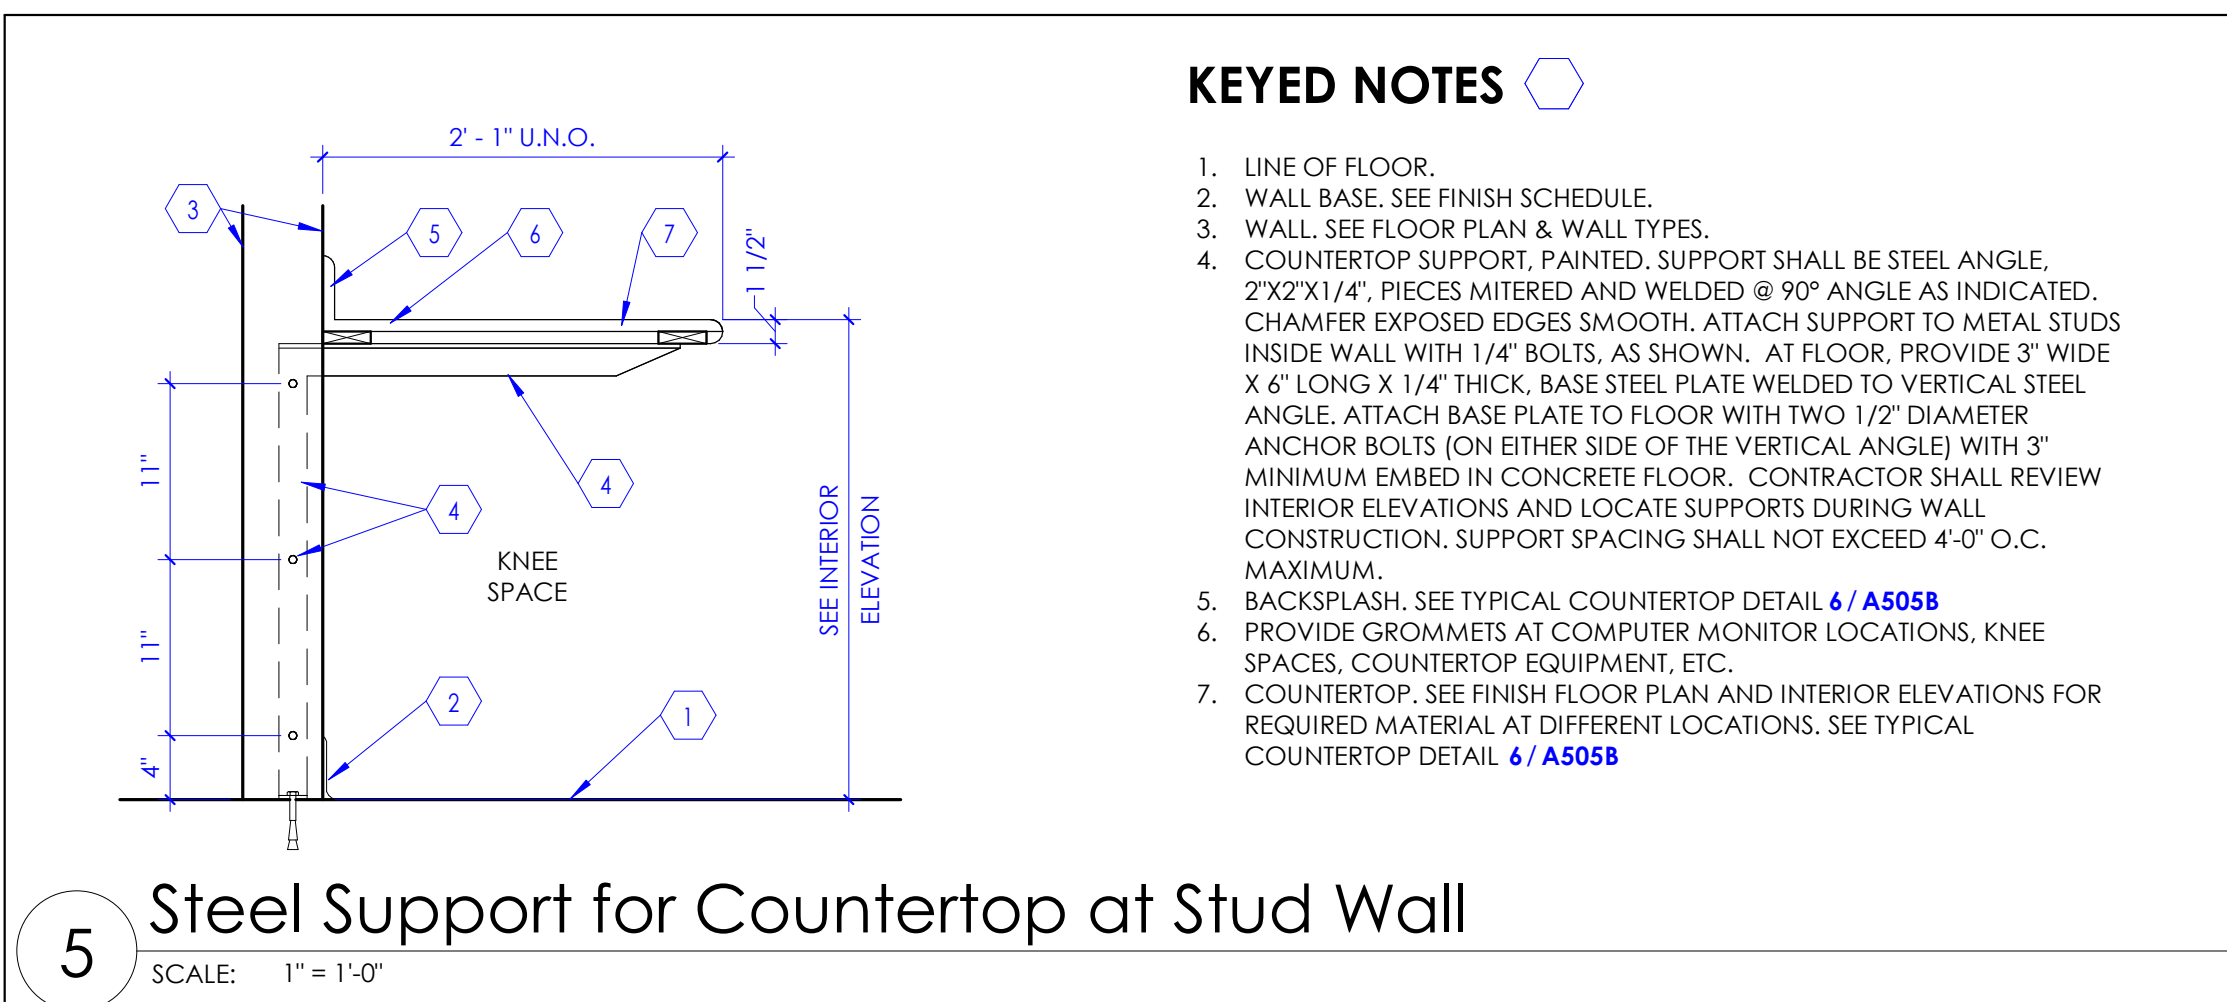 KEYED NOTES
2' - 1" U.N.O.
3
5
6
7
1 1/2"
11"
4
4
KNEE
SPACE
SEE INTERIOR
ELEVATION
11"
2
1
4"
1. LINE OF FLOOR.
2. WALL BASE. SEE FINISH SCHEDULE.
3. WALL. SEE FLOOR PLAN & WALL TYPES.
4. COUNTERTOP SUPPORT, PAINTED. SUPPORT SHALL BE STEEL ANGLE,
2"X2"X1/4", PIECES MITERED AND WELDED @ 90° ANGLE AS INDICATED.
CHAMFER EXPOSED EDGES SMOOTH. ATTACH SUPPORT TO METAL STUDS
INSIDE WALL WITH 1/4" BOLTS, AS SHOWN. AT FLOOR, PROVIDE 3" WIDE
X 6" LONG X 1/4" THICK, BASE STEEL PLATE WELDED TO VERTICAL STEEL
ANGLE. ATTACH BASE PLATE TO FLOOR WITH TWO 1/2" DIAMETER
ANCHOR BOLTS (ON EITHER SIDE OF THE VERTICAL ANGLE) WITH 3"
MINIMUM EMBED IN CONCRETE FLOOR. CONTRACTOR SHALL REVIEW
INTERIOR ELEVATIONS AND LOCATE SUPPORTS DURING WALL
CONSTRUCTION. SUPPORT SPACING SHALL NOT EXCEED 4'-0" O.C.
MAXIMUM.
5. BACKSPLASH. SEE TYPICAL COUNTERTOP DETAIL 6 / A505B
6. PROVIDE GROMMETS AT COMPUTER MONITOR LOCATIONS, KNEE
SPACES, COUNTERTOP EQUIPMENT, ETC.
7. COUNTERTOP. SEE FINISH FLOOR PLAN AND INTERIOR ELEVATIONS FOR
REQUIRED MATERIAL AT DIFFERENT LOCATIONS. SEE TYPICAL
COUNTERTOP DETAIL 6 / A505B
5
Steel Support for Countertop at Stud Wall
SCALE: 1" = 1'-0"